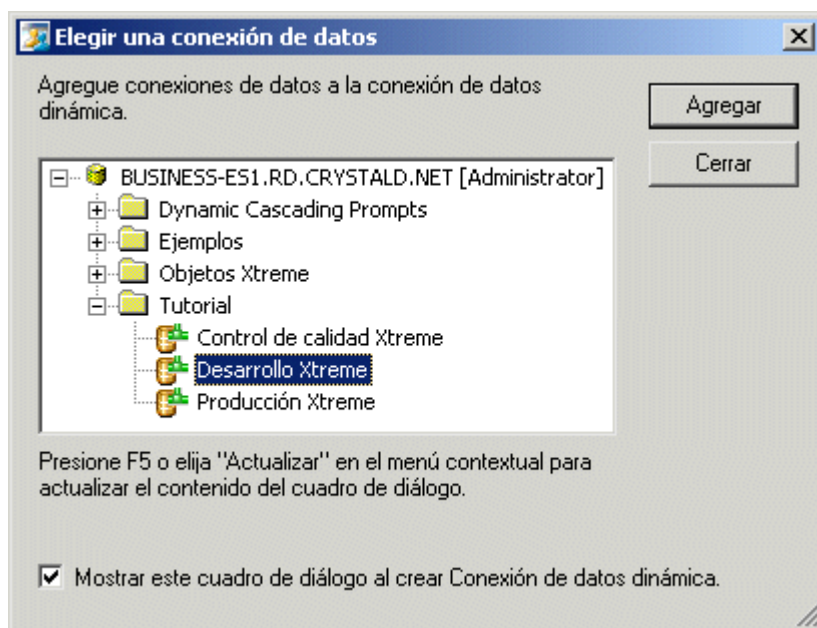 Elegir una conexión de datos
Agregue conexiones de datos a la conexión de datos
dinámica.
Agregar
Cerrar
BUSINESS-ES1.RD.CRYSTALD.NET [Administrator]
Dynamic Cascading Prompts
Ejemplos
Objetos Xtreme
Tutorial
Control de calidad Xtreme
Desarrollo Xtreme
Producción Xtreme
Presione F5 o elija "Actualizar" en el menú contextual para
actualizar el contenido del cuadro de diálogo.
Mostrar este cuadro de diálogo al crear Conexión de datos dinámica.